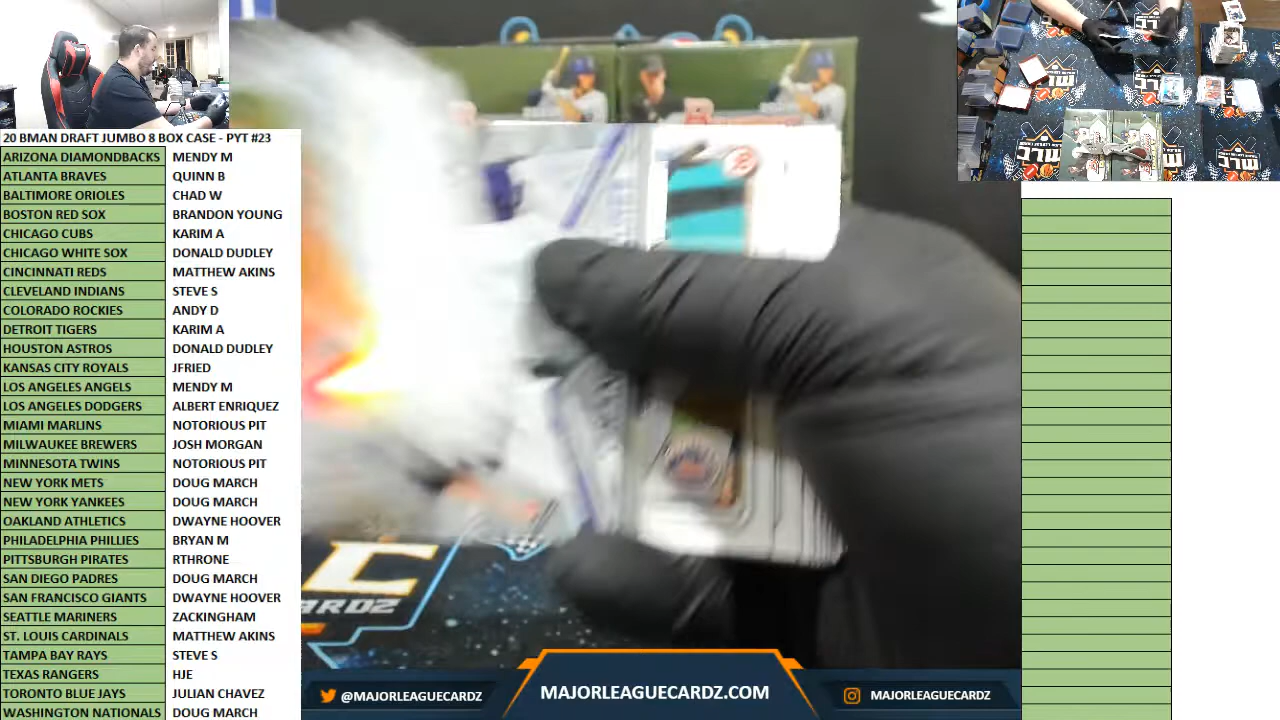 20 BMAN DRAFT JUMBO 8 BOX CASE - PYT #23
ARIZONA DIAMONDBACKS MENDY M
ATLANTA BRAVES QUINN B
BALTIMORE ORIOLES CHAD W
BOSTON RED SOX BRANDON YOUNG
CHICAGO CUBS KARIM A
CHICAGO WHITE SOX DONALD DUDLEY
CINCINNATI REDS MATTHEW AKINS
CLEVELAND INDIANS STEVE S
COLORADO ROCKIES ANDY D
DETROIT TIGERS KARIM A
HOUSTON ASTROS DONALD DUDLEY
KANSAS CITY ROYALS JFRIED
LOS ANGELES ANGELS MENDY M
LOS ANGELES DODGERS ALBERT ENRIQUEZ
MIAMI MARLINS NOTORIOUS PIT
MILWAUKEE BREWERS JOSH MORGAN
MINNESOTA TWINS NOTORIOUS PIT
NEW YORK METS DOUG MARCH
NEW YORK YANKEES DOUG MARCH
OAKLAND ATHLETICS DWAYNE HOOVER
PHILADELPHIA PHILLIES BRYAN M
PITTSBURGH PIRATES RTHRONE
SAN DIEGO PADRES DOUG MARCH
SAN FRANCISCO GIANTS DWAYNE HOOVER
SEATTLE MARINERS ZACKINGHAM
ST. LOUIS CARDINALS MATTHEW AKINS
TAMPA BAY RAYS STEVE S
TEXAS RANGERS HJE
TORONTO BLUE JAYS JULIAN CHAVEZ
WASHINGTON NATIONALS DOUG MARCH
MLC
MLC
MLC
MLC
C
ARDZ
@MAJORLEAGUECARDZ
MAJORLEAGUECARDZ.COM
MAJORLEAGUECARDZ